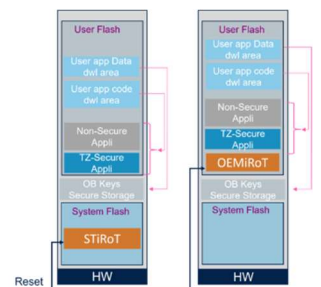 User Flash
User app Data
dwl area
User app code
dwl area
Non-Secure
Appli
TZ-Secure
Appli
OB Keys
Secure Storage
System Flash
STiRoT
Reset
HW
User Flash
User app Data
dwl area
User app code
dwl area
Non-Secure
Appli
TZ-Secure
Appli
OEMiRoT
OB Keys
Secure Storage
System Flash
HW